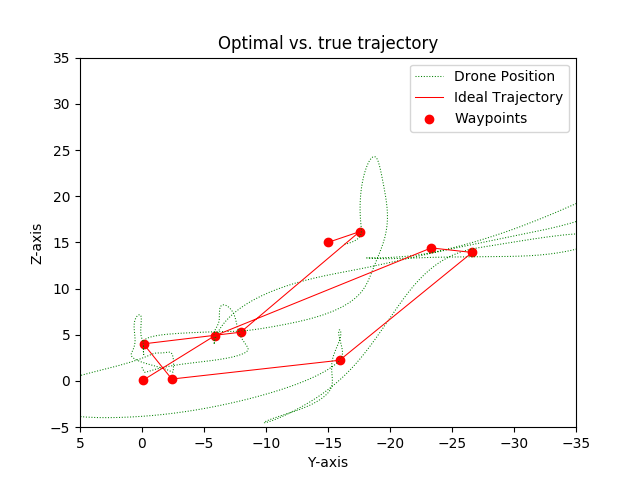 Optimal vs. true trajectory
Drone Position
Ideal Trajectory
Waypoints
Z-axis
35
30
25
20
15
10
5
0
−5
5 0 −5 −10 −15 −20 −25 −30 −35
Y-axis